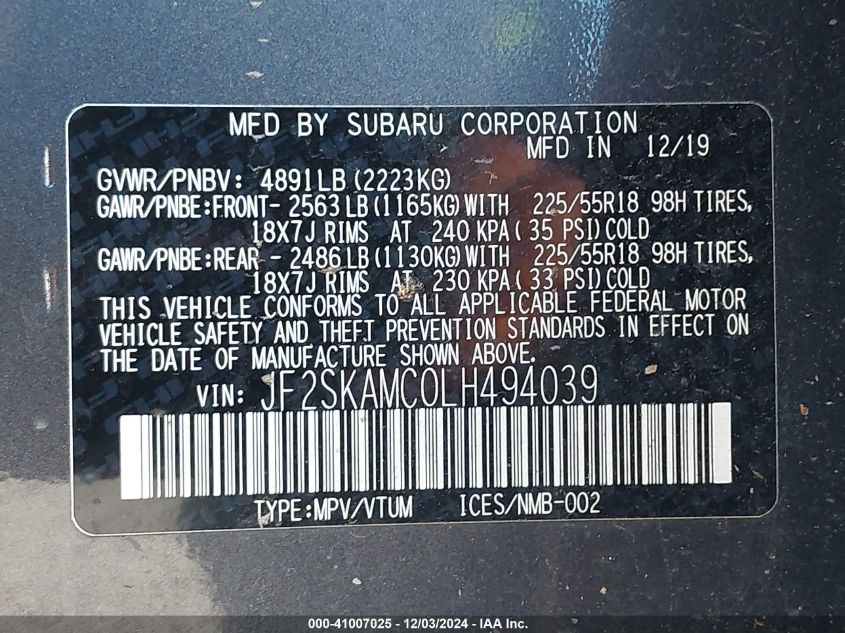 MFD BY SUBARU CORPORATION
MFD IN 12/19
GVWR/PNBV: 4891LB (2223KG)
GAWR/PNBE:FRONT- 2563LB (1165KG) WITH 225/55R18 98H TIRES,
18X7J RIMS AT 240 KPA( 35 PSI) COLD
GAWR/PNBE:REAR - 2486LB (1130KG) WITH 225/55R18 98H TIRES,
18X7J RIMS AT 230 KPA( 33 PSI) COLD
THIS VEHICLE CONFORMS TO ALL APPLICABLE FEDERAL MOTOR
VEHICLE SAFETY AND THEFT PREVENTION STANDARDS IN EFFECT ON
THE DATE OF MANUFACTURE SHOWN ABOVE.
VIN: JF2SKAMC0LH494039
TYPE:MPV/VTUM ICES/NMB-002
000-41007025 - 12/03/2024 - IAA Inc.